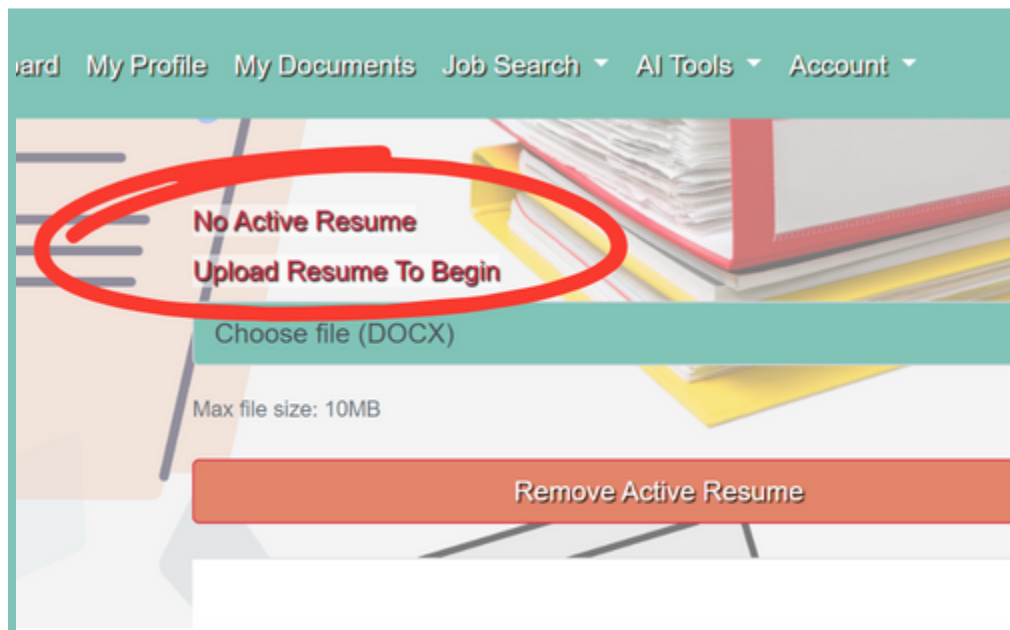 My Profile My Documents Job Search AI Tools Account
No Active Resume
Upload Resume To Begin
Choose file (DOCX)
Max file size: 10MB
Remove Active Resume